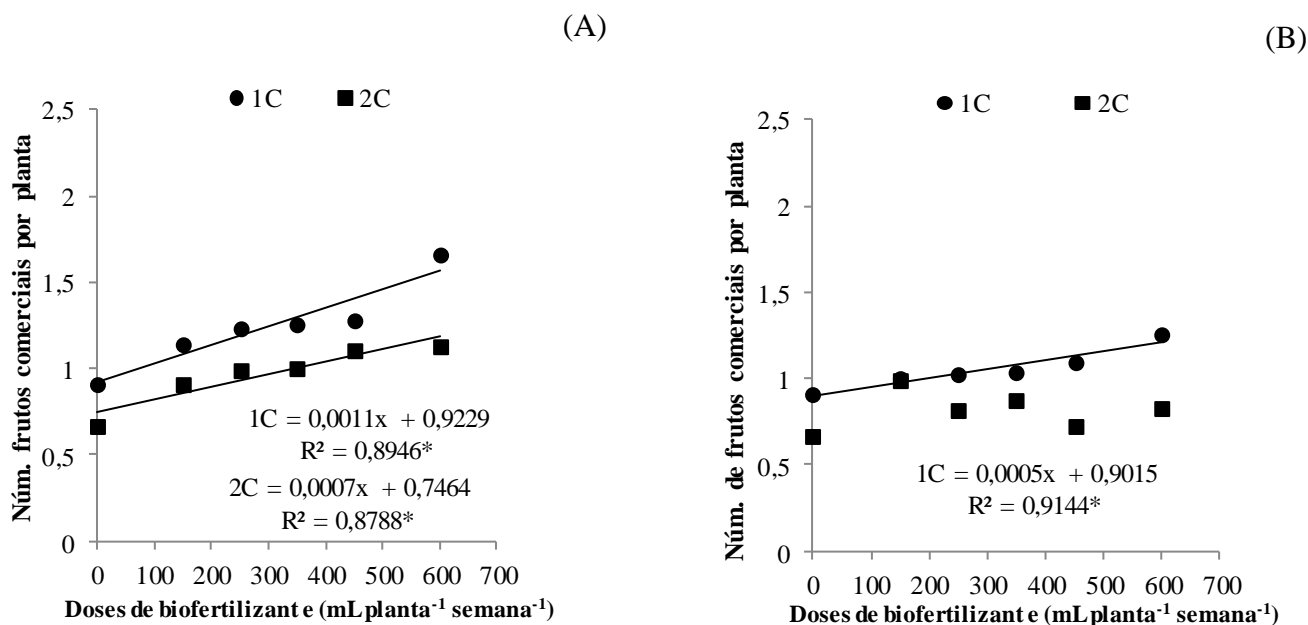 (A)
1C 2C
Núm. frutos comerciais por planta
2,5
2
1,5
1
0,5
0
1C = 0,0011x + 0,9229
R² = 0,8946*
2C = 0,0007x + 0,7464
R² = 0,8788*
0 100 200 300 400 500 600 700
Doses de biofertilizant e (mLplanta⁻¹ semana⁻¹)
(B)
1C 2C
Núm. de frutos comerciais por planta
2,5
2
1,5
1
0,5
0
1C = 0,0005x + 0,9015
R² = 0,9144*
0 100 200 300 400 500 600 700
Doses de biofertilizant e (mLplanta⁻¹ semana⁻¹)